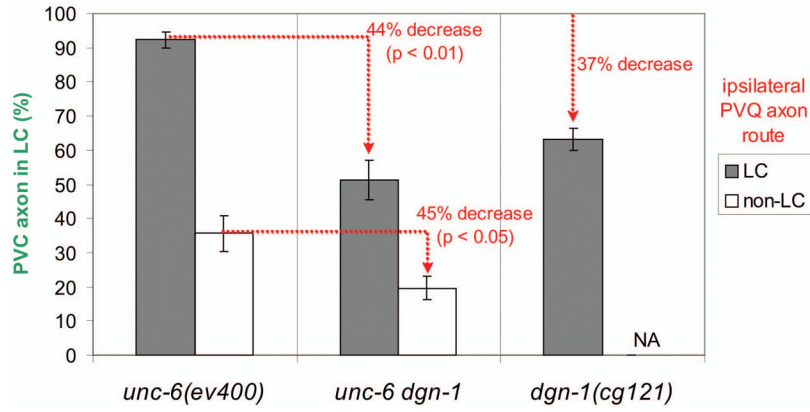 PVC axon in LC (%)
100
90
80
70
60
50
40
30
20
10
0
44% decrease
(p < 0.01)
45% decrease
(p < 0.05)
37% decrease
NA
unc-6(ev400)
unc-6 dgn-1
dgn-1(cg121)
ipsilateral
PVQ axon
route
LC
non-LC